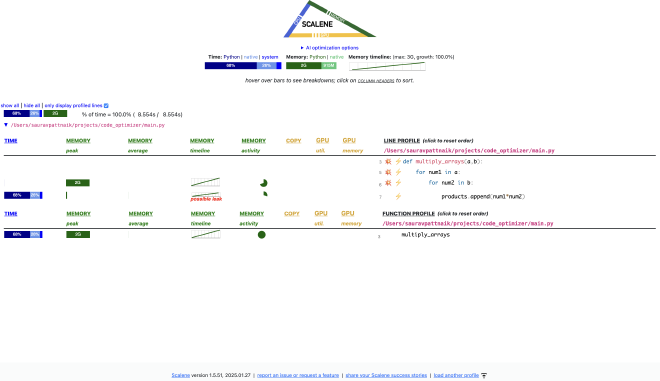 SCALENE
▶ AI optimization options
Time: Python | native | system
Memory: Python | native
Memory timeline: (max: 3G, growth: 100.0%)
2G
hover over bars to see breakdowns; click on COLUMN HEADERS to sort.
show all | hide all | only display profiled lines
2G
% of time = 100.0% ( 8.554s / 8.554s)
▼ /Users/sauravpattnaik/projects/code_optimizer/main.py
TIME MEMORY MEMORY MEMORY MEMORY COPY GPU GPU LINE PROFILE (click to reset order)
peak average timeline activity util. memory /Users/sauravpattnaik/projects/code_optimizer/main.py
def multiply_arrays(a,b):
for num1 in a:
2G for num2 in b:
products.append(num1*num2)
possible leak
TIME MEMORY MEMORY MEMORY MEMORY COPY GPU GPU FUNCTION PROFILE (click to reset order)
peak average timeline activity util. memory /Users/sauravpattnaik/projects/code_optimizer/main.py
2G multiply_arrays
Scalene version 1.5.51, 2025.01.27 | report an issue or request a feature | share your Scalene success stories | load another profile